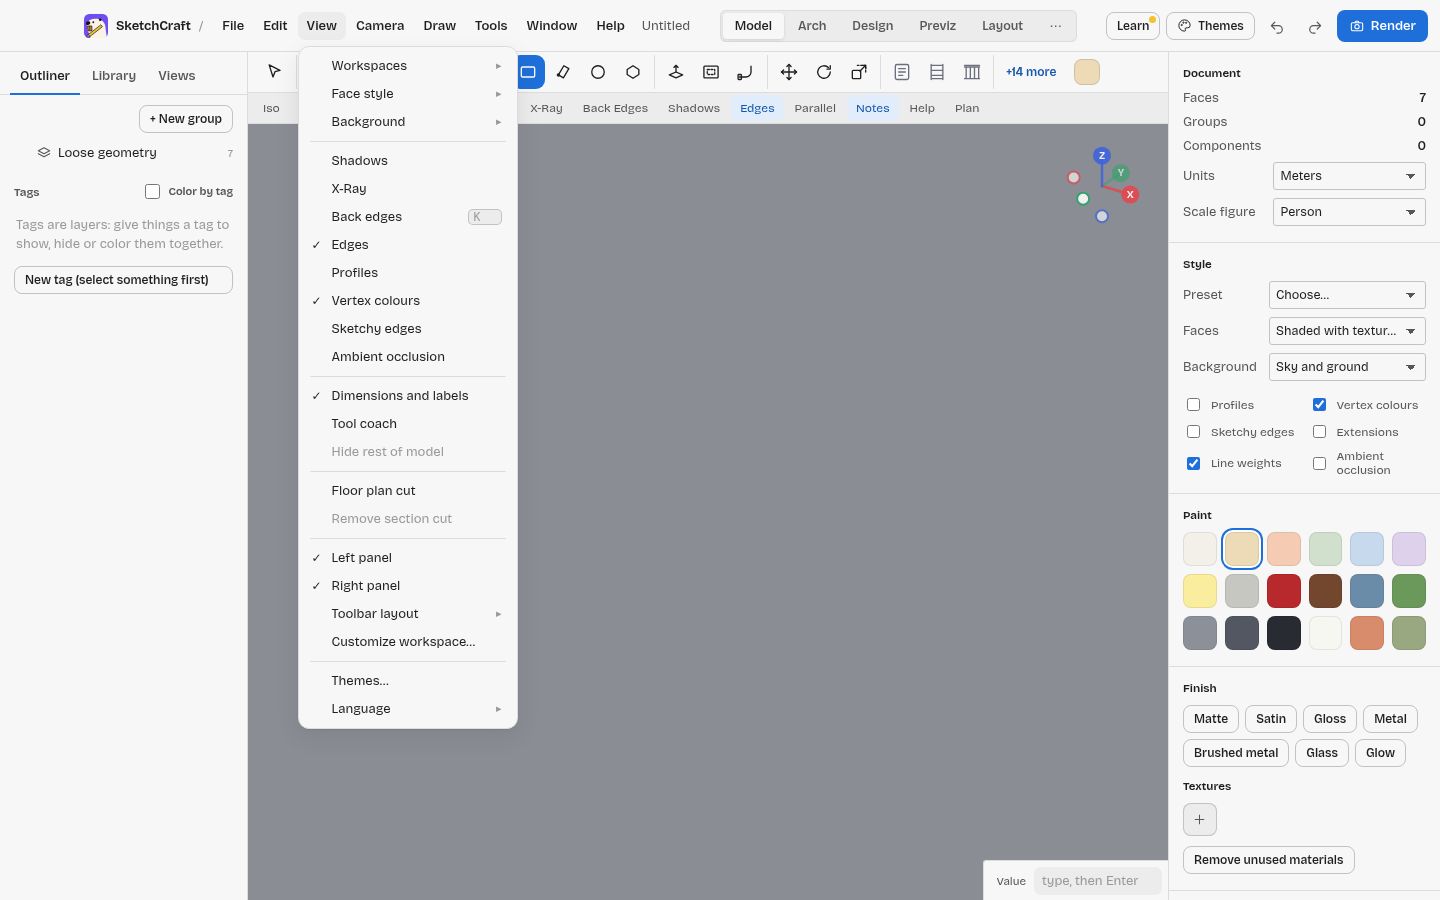 SketchCraft / File Edit View Camera Draw Tools Window Help Untitled Model Arch Design Previz Layout ··· Learn Themes Render
Outliner Library Views
+ New group
Loose geometry 7
Tags Color by tag
Tags are layers: give things a tag to
show, hide or color them together.
New tag (select something first)
Workspaces
Face style
Background
Shadows
X-Ray
Back edges K
✓ Edges
Profiles
✓ Vertex colours
Sketchy edges
Ambient occlusion
✓ Dimensions and labels
Tool coach
Hide rest of model
Floor plan cut
Remove section cut
✓ Left panel
✓ Right panel
Toolbar layout
Customize workspace...
Themes...
Language
+14 more
Iso X-Ray Back Edges Shadows Edges Parallel Notes Help Plan
Z
Y
X
Value type, then Enter
Document
Faces 7
Groups 0
Components 0
Units Meters
Scale figure Person
Style
Preset Choose...
Faces Shaded with textur...
Background Sky and ground
Profiles Vertex colours
Sketchy edges Extensions
Line weights Ambient
occlusion
Paint
Finish
Matte Satin Gloss Metal
Brushed metal Glass Glow
Textures
+
Remove unused materials